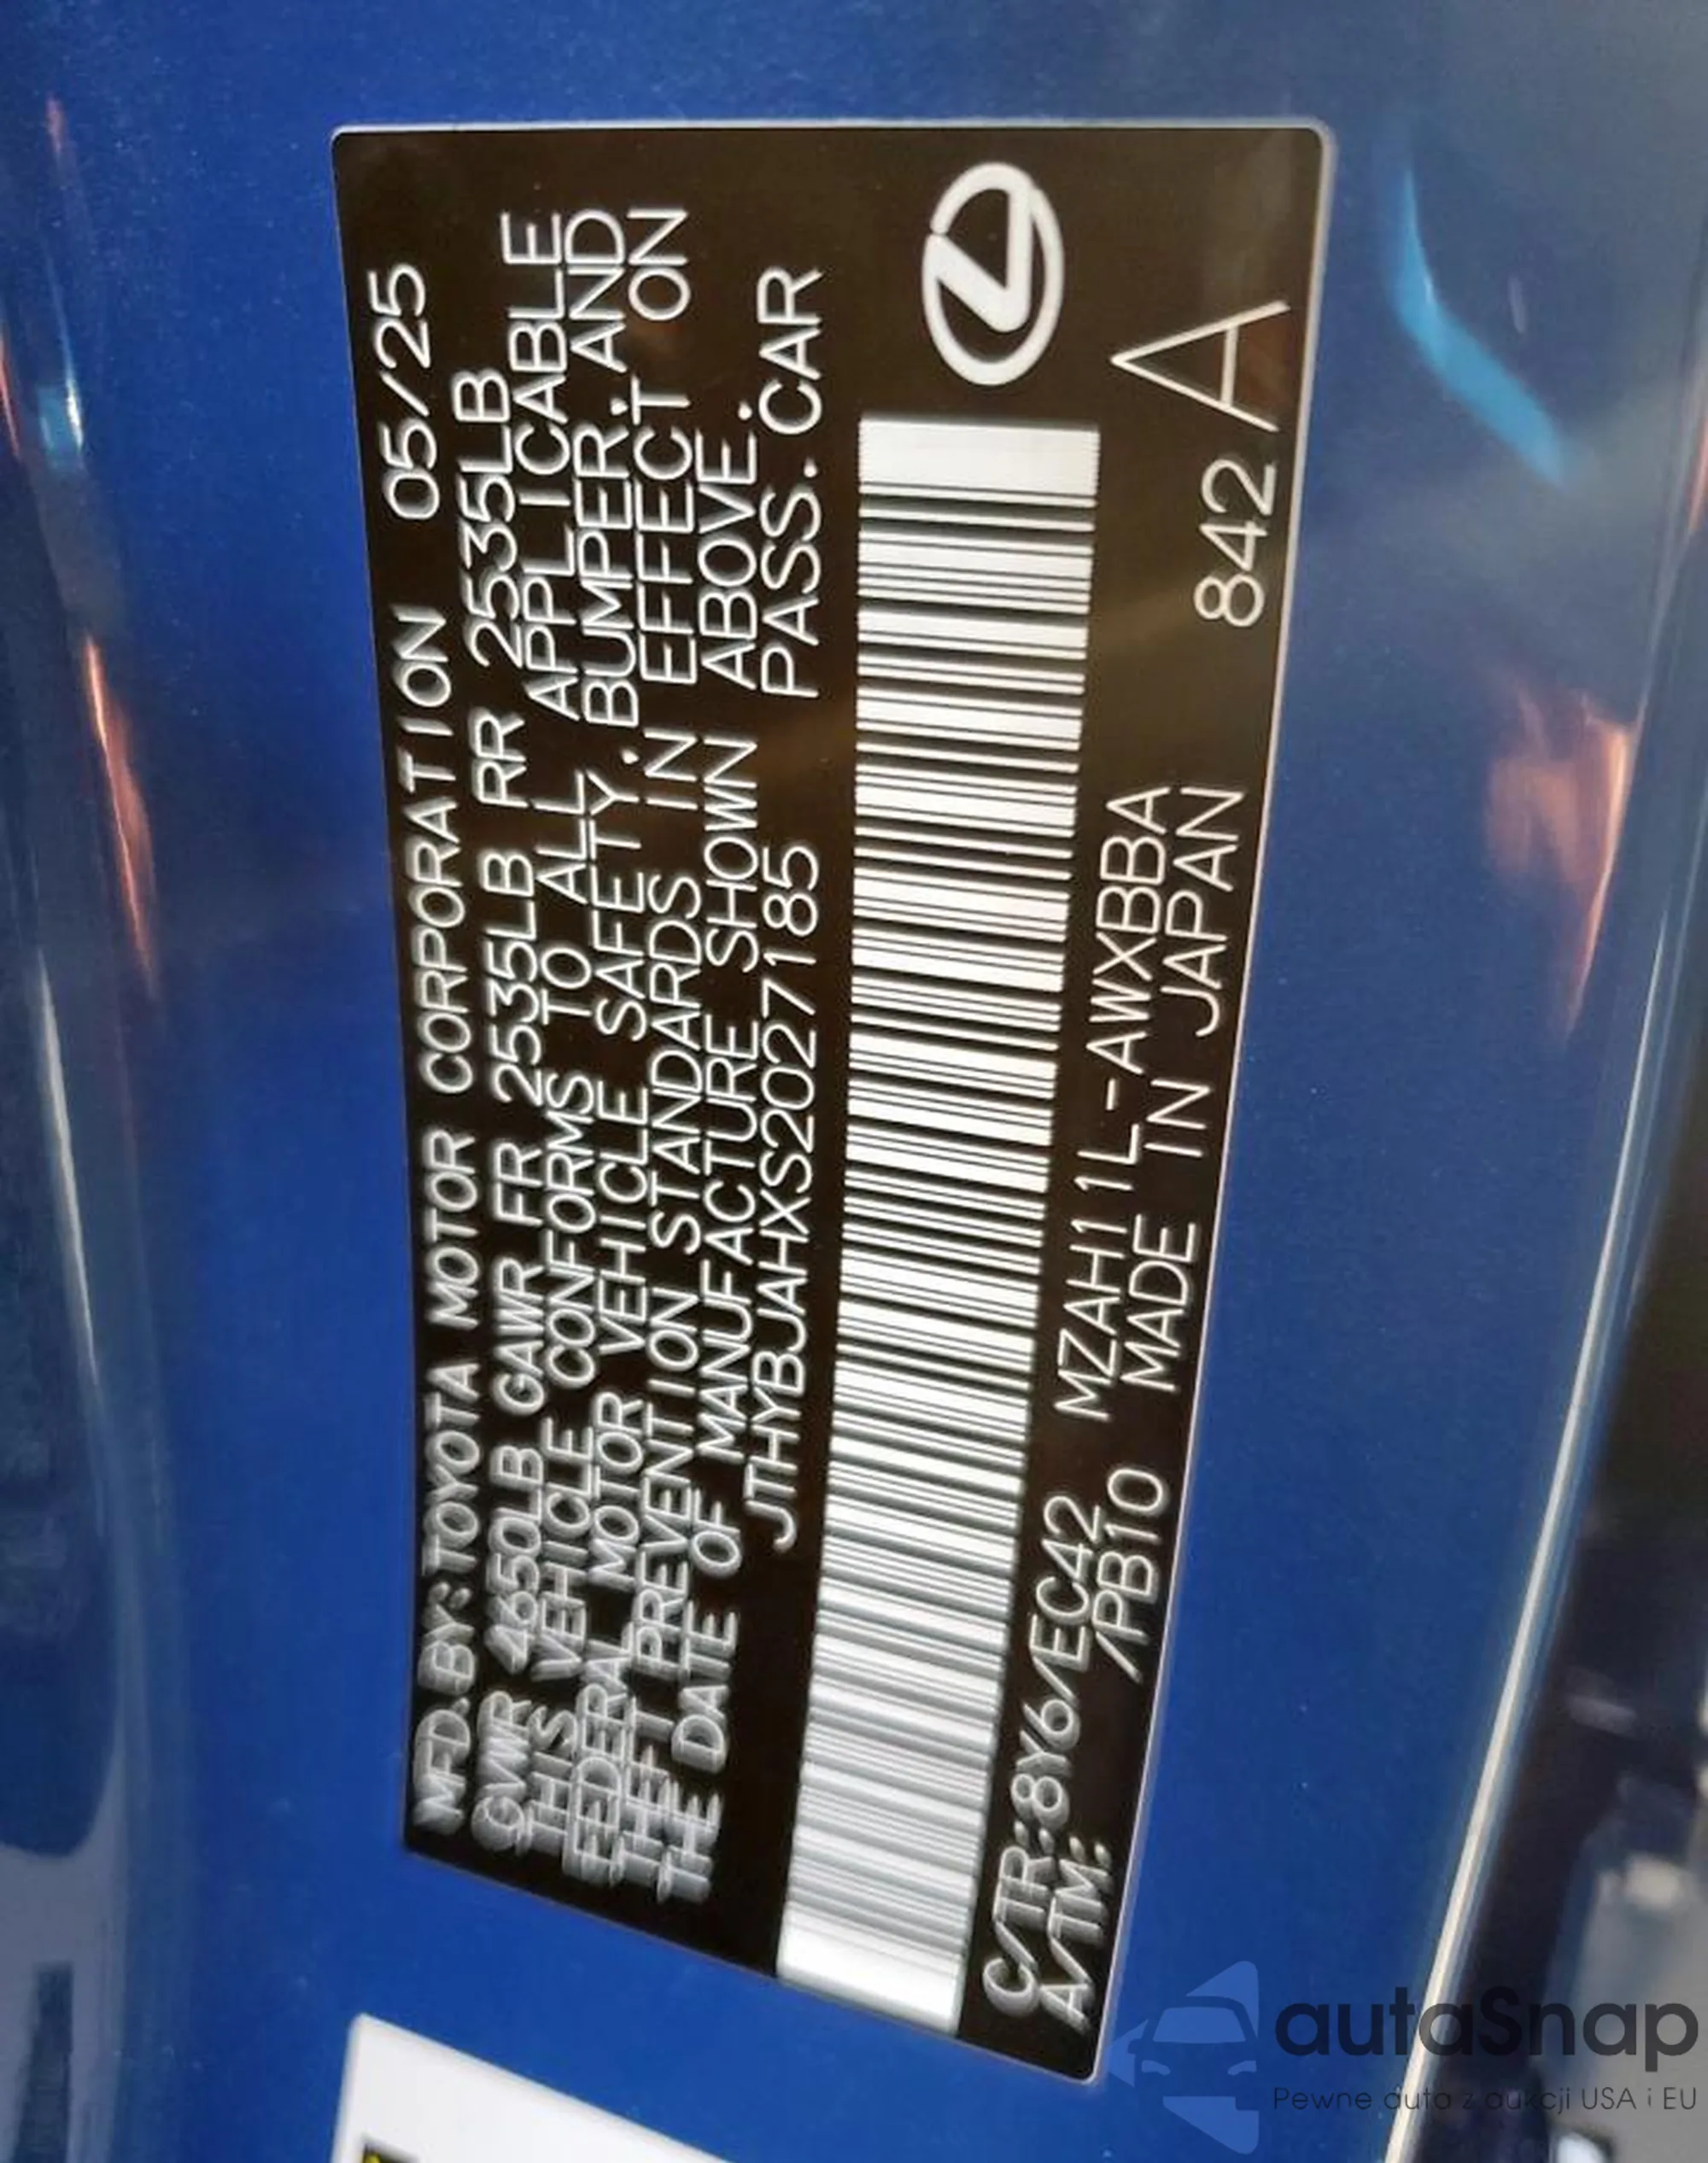 MFD.BY:TOYOTA MOTOR CORPORATION 05/25
GVWR 4650LB GAWR FR 2535LB RR 2535LB
THIS VEHICLE CONFORMS TO ALL APPLICABLE
FEDERAL MOTOR VEHICLE SAFETY, BUMPER, AND
THEFT PREVENTION STANDARDS IN EFFECT ON
THE DATE OF MANUFACTURE SHOWN ABOVE.
JTHYBJAHXS2027185 PASS.CAR
C/TR:8Y6/EC42 MZAH11L-AWXBBA
A/TM: /PB10 MADE IN JAPAN 842 A
autaSnap
Pewne auta z aukcji USA i EU